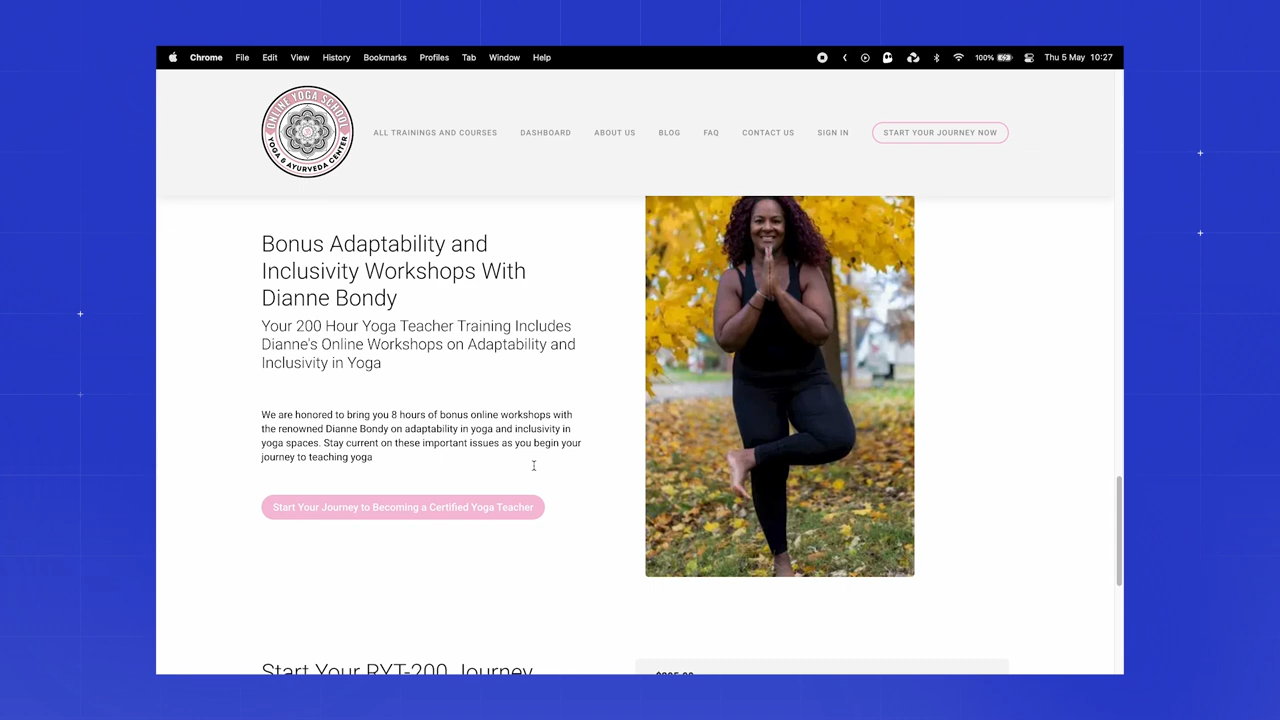 Chrome File Edit View History Bookmarks Profiles Tab Window Help 100% Thu 5 May 10:27
ONLINE YOGA SCHOOL
YOGA & AYURVEDA CENTER
ALL TRAININGS AND COURSES DASHBOARD ABOUT US BLOG FAQ CONTACT US SIGN IN START YOUR JOURNEY NOW
Bonus Adaptability and
Inclusivity Workshops With
Dianne Bondy
Your 200 Hour Yoga Teacher Training Includes
Dianne's Online Workshops on Adaptability and
Inclusivity in Yoga
We are honored to bring you 8 hours of bonus online workshops with
the renowned Dianne Bondy on adaptability in yoga and inclusivity in
yoga spaces. Stay current on these important issues as you begin your
journey to teaching yoga
Start Your Journey to Becoming a Certified Yoga Teacher
Start Your RYT-200 Journey